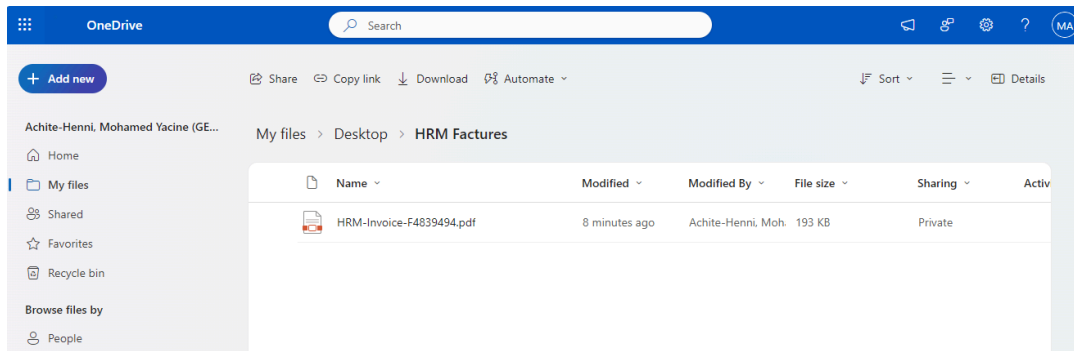 OneDrive
Search
?
MA
+ Add new
Share Copy link Download Automate
Sort
Details
Achite-Henni, Mohamed Yacine (GE...
My files > Desktop > HRM Factures
Home
My files
Shared
Favorites
Recycle bin
Browse files by
People
Name Modified Modified By File size Sharing Activ
HRM-Invoice-F4839494.pdf 8 minutes ago Achite-Henni, Moh. 193 KB Private